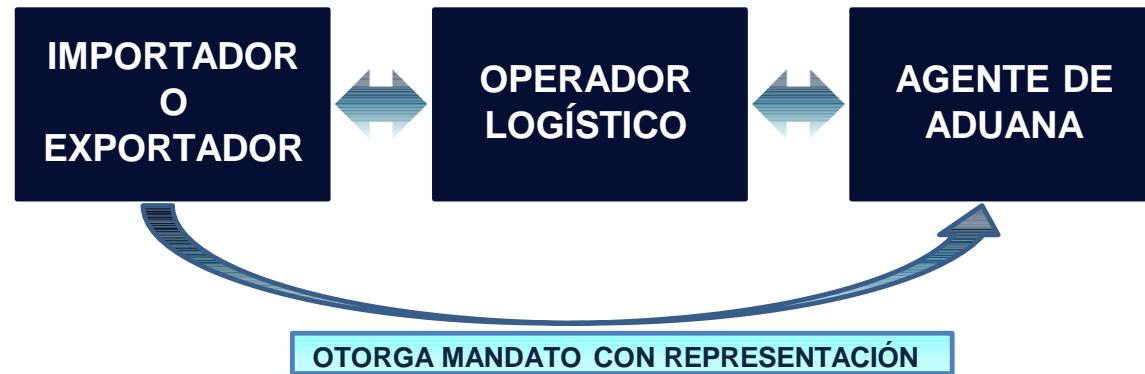 IMPORTADOR
O
EXPORTADOR
OPERADOR
LOGÍSTICO
AGENTE DE
ADUANA
OTORGA MANDATO CON REPRESENTACIÓN